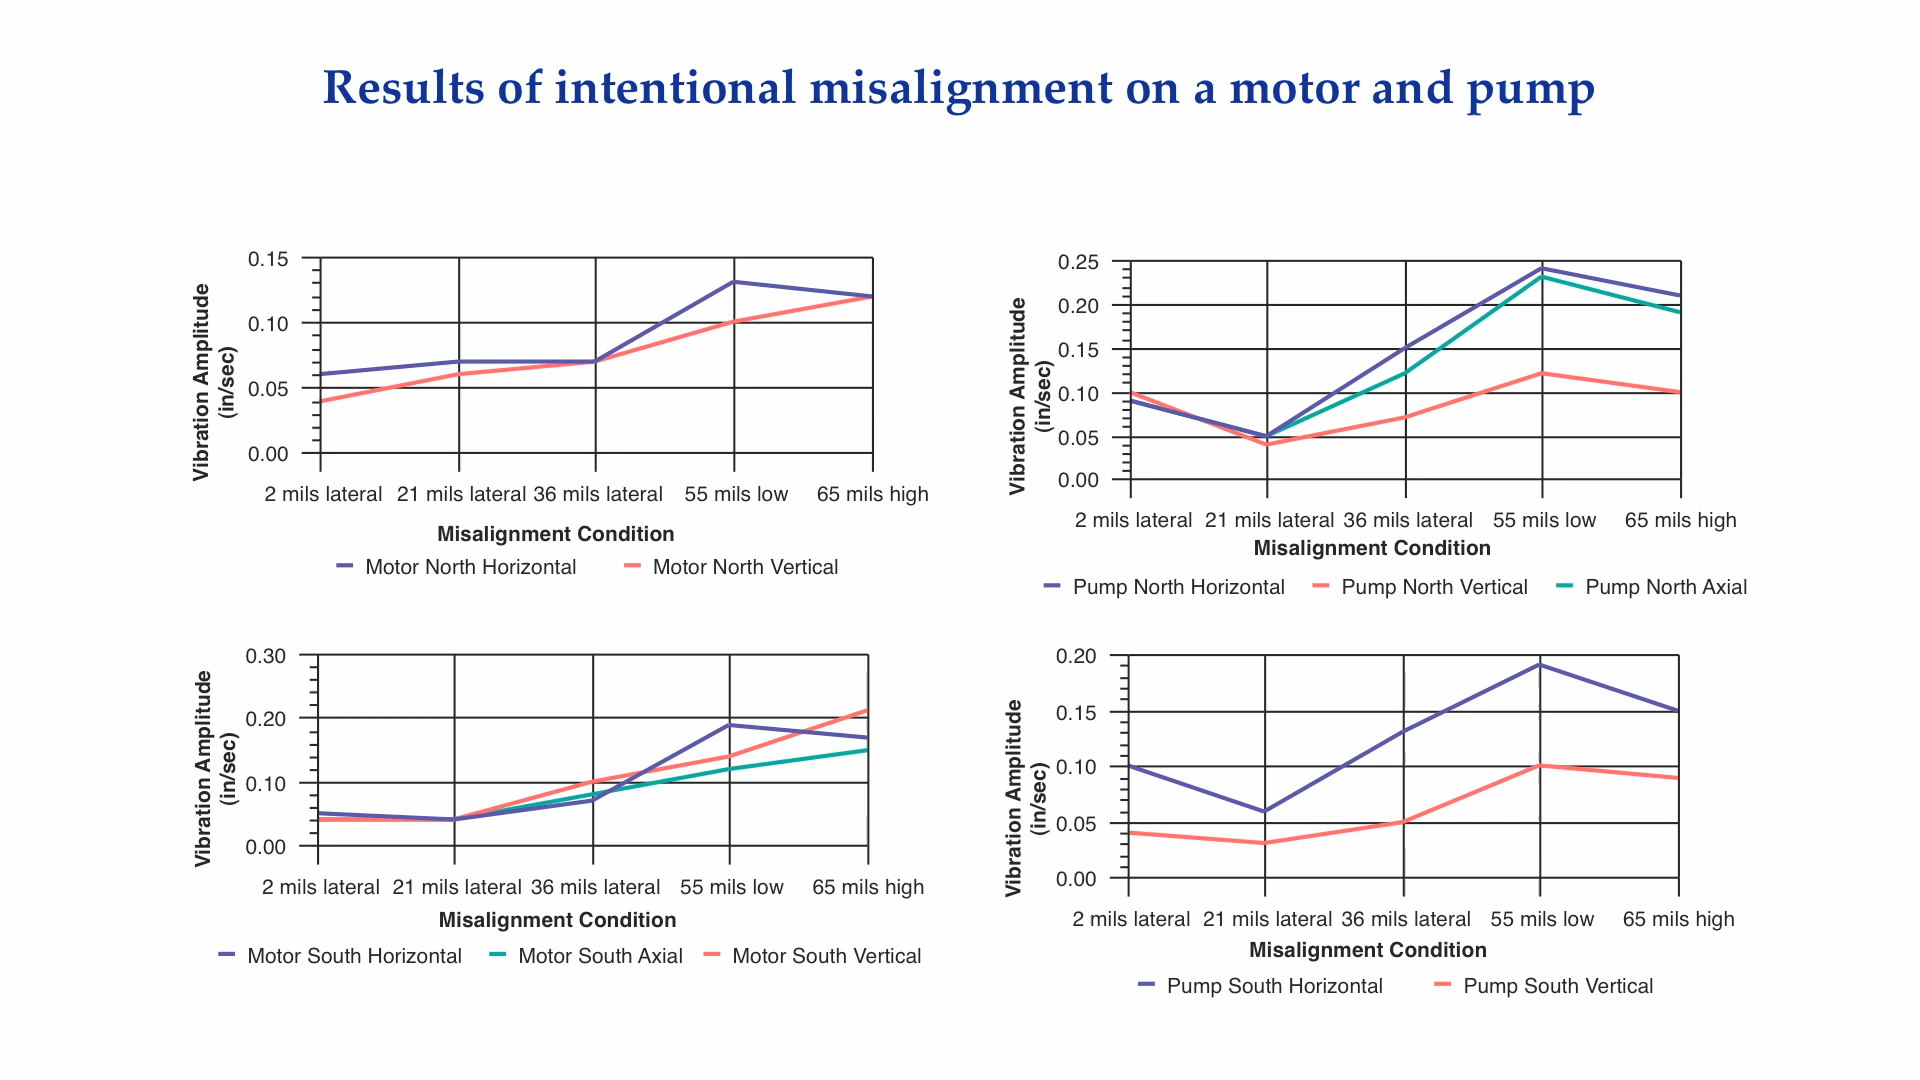 Results of intentional misalignment on a motor and pump
0.15
0.10
0.05
0.00
Vibration Amplitude
(in/sec)
2 mils lateral 21 mils lateral 36 mils lateral 55 mils low 65 mils high
Misalignment Condition
Motor North Horizontal Motor North Vertical
0.25
0.20
0.15
0.10
0.05
0.00
Vibration Amplitude
(in/sec)
2 mils lateral 21 mils lateral 36 mils lateral 55 mils low 65 mils high
Misalignment Condition
Pump North Horizontal Pump North Vertical Pump North Axial
0.30
0.20
0.10
0.00
Vibration Amplitude
(in/sec)
2 mils lateral 21 mils lateral 36 mils lateral 55 mils low 65 mils high
Misalignment Condition
Motor South Horizontal Motor South Axial Motor South Vertical
0.20
0.15
0.10
0.05
0.00
Vibration Amplitude
(in/sec)
2 mils lateral 21 mils lateral 36 mils lateral 55 mils low 65 mils high
Misalignment Condition
Pump South Horizontal Pump South Vertical